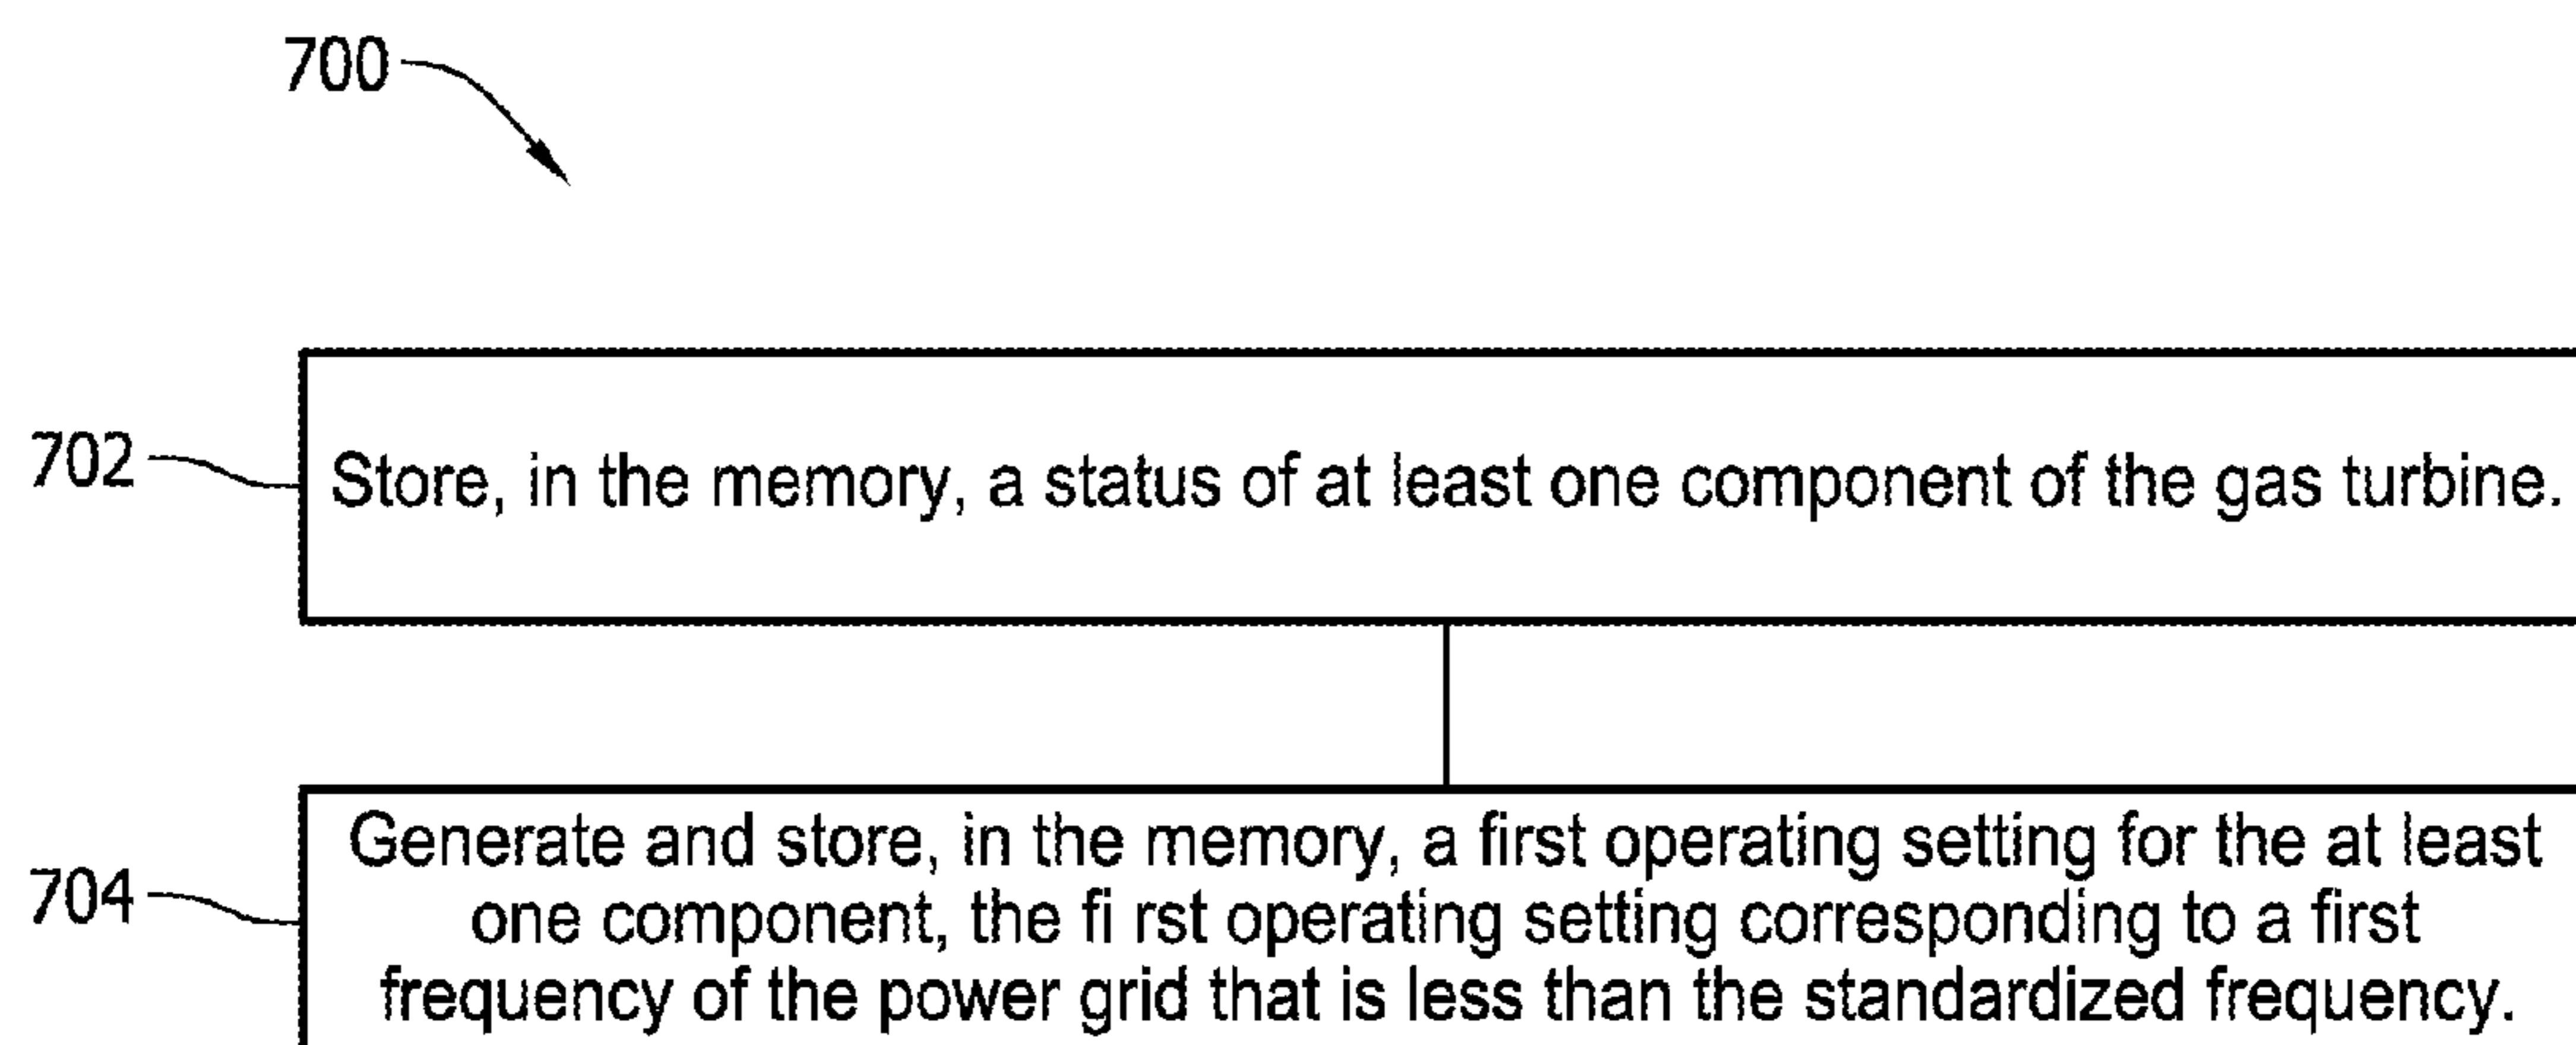 700
702
Store, in the memory, a status of at least one component of the gas turbine.
704
Generate and store, in the memory, a first operating setting for the at least
one component, the fi rst operating setting corresponding to a first
frequency of the power grid that is less than the standardized frequency.